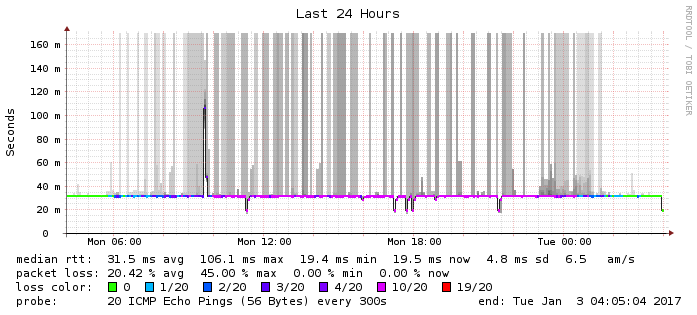 Last 24 Hours
RRDTOOL / TOBI OETIKER
Seconds
160 m
140 m
120 m
100 m
80 m
60 m
40 m
20 m
0
Mon 06:00 Mon 12:00 Mon 18:00 Tue 00:00
median rtt: 31.5 ms avg 106.1 ms max 19.4 ms min 19.5 ms now 4.8 ms sd 6.5 am/s
packet loss: 20.42 % avg 45.00 % max 0.00 % min 0.00 % now
loss color: 0 1/20 2/20 3/20 4/20 10/20 19/20
probe: 20 ICMP Echo Pings (56 Bytes) every 300s end: Tue Jan 3 04:05:04 2017